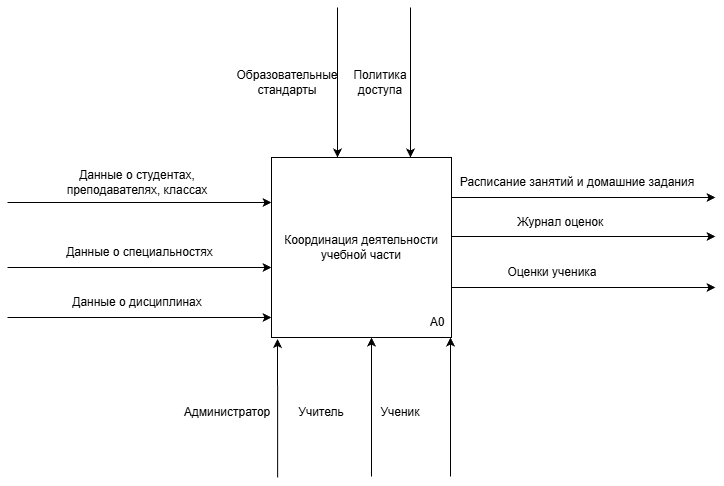 Образовательные
стандарты
Политика
доступа
Данные о студентах,
преподавателях, классах
Данные о специальностях
Данные о дисциплинах
Координация деятельности
учебной части
A0
Расписание занятий и домашние задания
Журнал оценок
Оценки ученика
Администратор
Учитель
Ученик